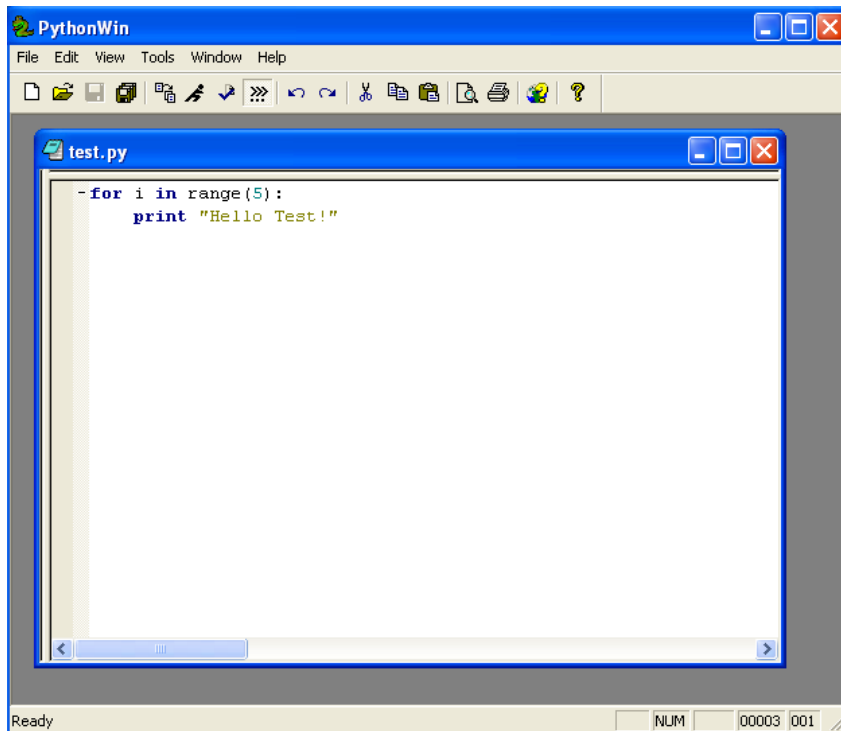 PythonWin
File Edit View Tools Window Help
test.py
for i in range(5):
    print "Hello Test!"
Ready NUM 00003 001